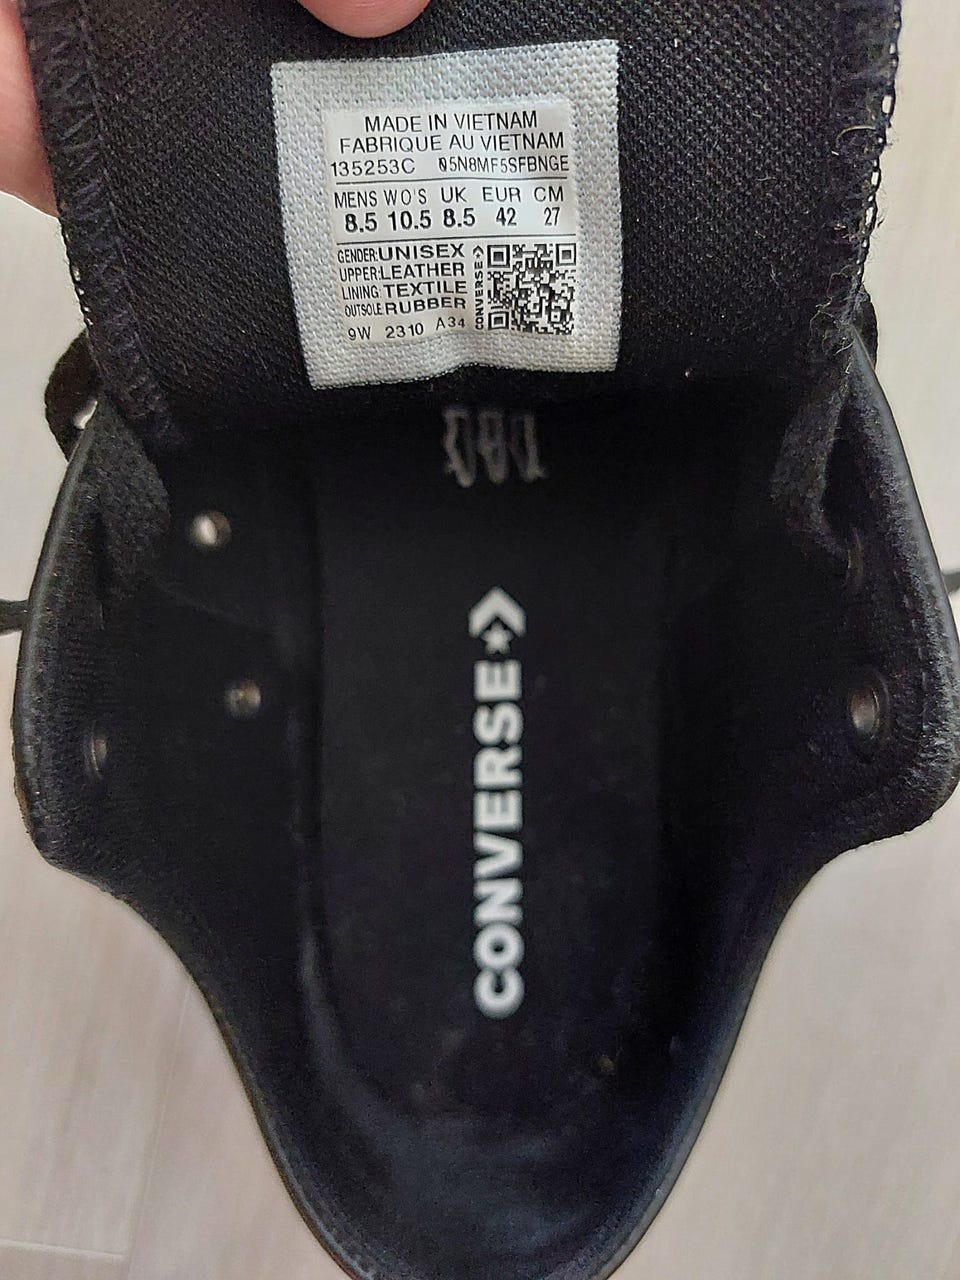 MADE IN VIETNAM
FABRIQUE AU VIETNAM
135253C 05N8MF5SFBNGE
MENS WO'S UK EUR CM
8.5 10.5 8.5 42 27
GENDER:UNISEX
UPPER:LEATHER
LINING:TEXTILE
OUTSOLE:RUBBER
9W 2310 A34
CONVERSE
CONVERSE